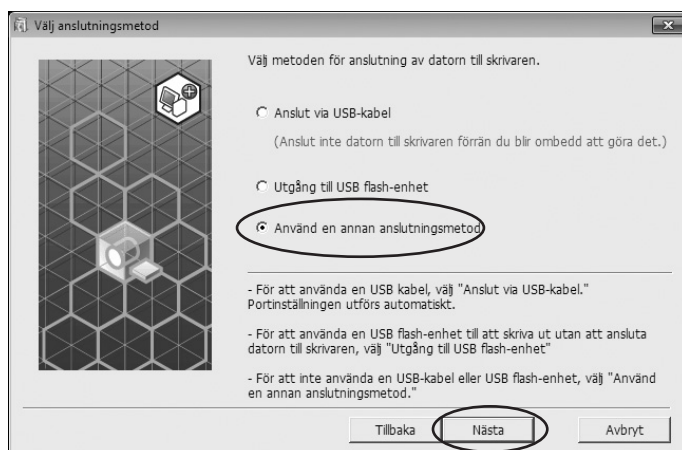 Välj anslutningsmetod
Välj metoden för anslutning av datorn till skrivaren.
Anslut via USB-kabel
(Anslut inte datorn till skrivaren förrän du blir ombedd att göra det.)
Utgång till USB flash-enhet
Använd en annan anslutningsmetod
- För att använda en USB kabel, välj "Anslut via USB-kabel."
Portinställningen utförs automatiskt.
- För att använda en USB flash-enhet till att skriva ut utan att ansluta
datorn till skrivaren, välj "Utgång till USB flash-enhet"
- För att inte använda en USB-kabel eller USB flash-enhet, välj "Använd
en annan anslutningsmetod."
Tillbaka
Nästa
Avbryt